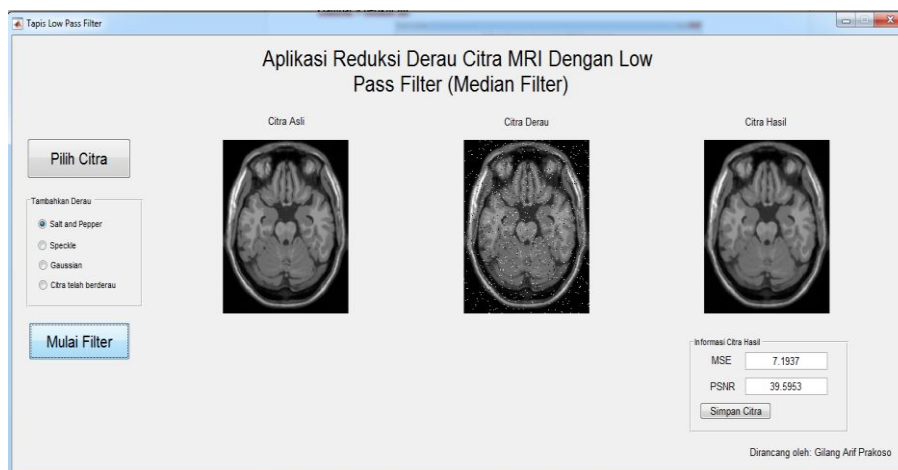 Tapis Low Pass Filter
Aplikasi Reduksi Derau Citra MRI Dengan Low
Pass Filter (Median Filter)
Citra Asli
Citra Derau
Citra Hasil
Pilih Citra
Tambahkan Derau
Salt and Pepper
Speckle
Gaussian
Citra telah berderau
Mulai Filter
Informasi Citra Hasil
MSE 7.1937
PSNR 39.5953
Simpan Citra
Dirancang oleh: Gilang Arif Prakoso